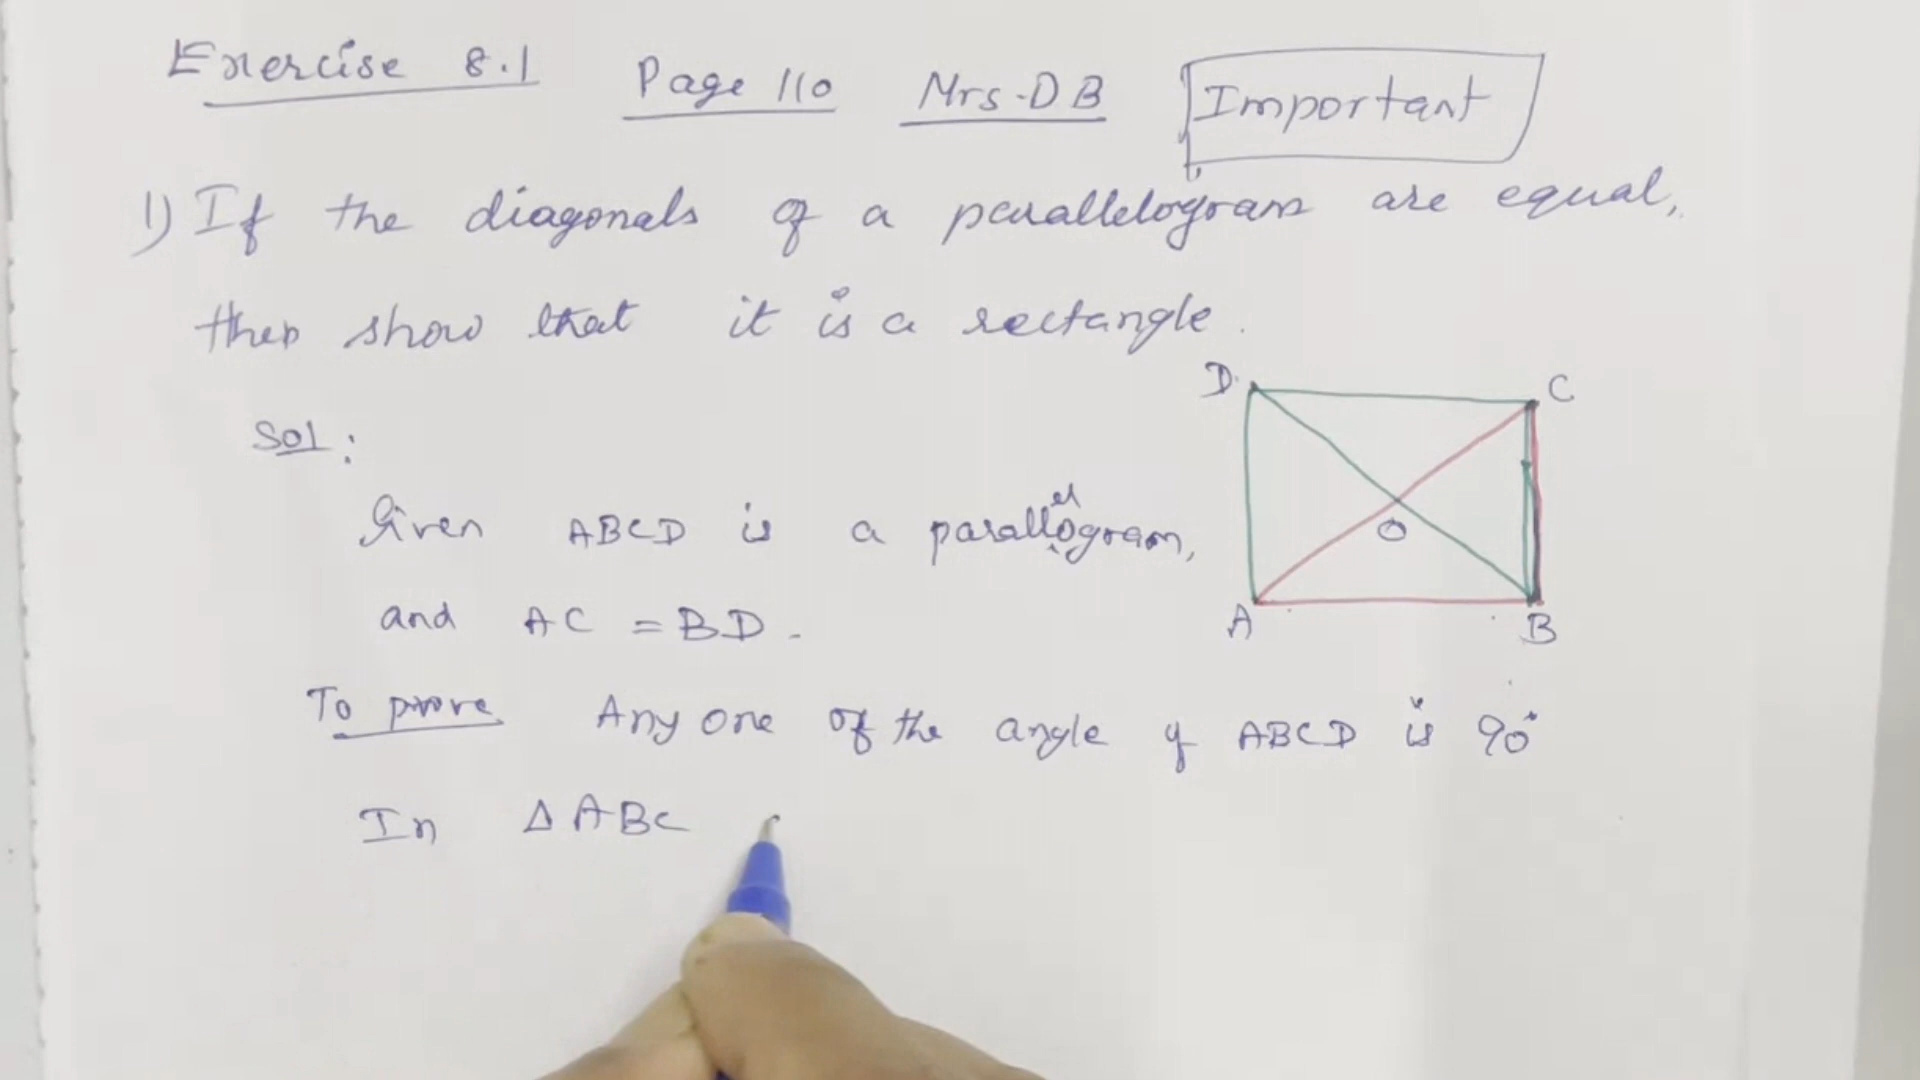 Exercise 8.1 Page 110 Mrs-DB Important
1) If the diagonals of a parallelogram are equal,
then show that it is a rectangle.
D C
Sol:
Given ABCD is a parallelogram,
O
and AC = BD.
A B
To prove Any one of the angle of ABCD is 90°
In Δ ABC